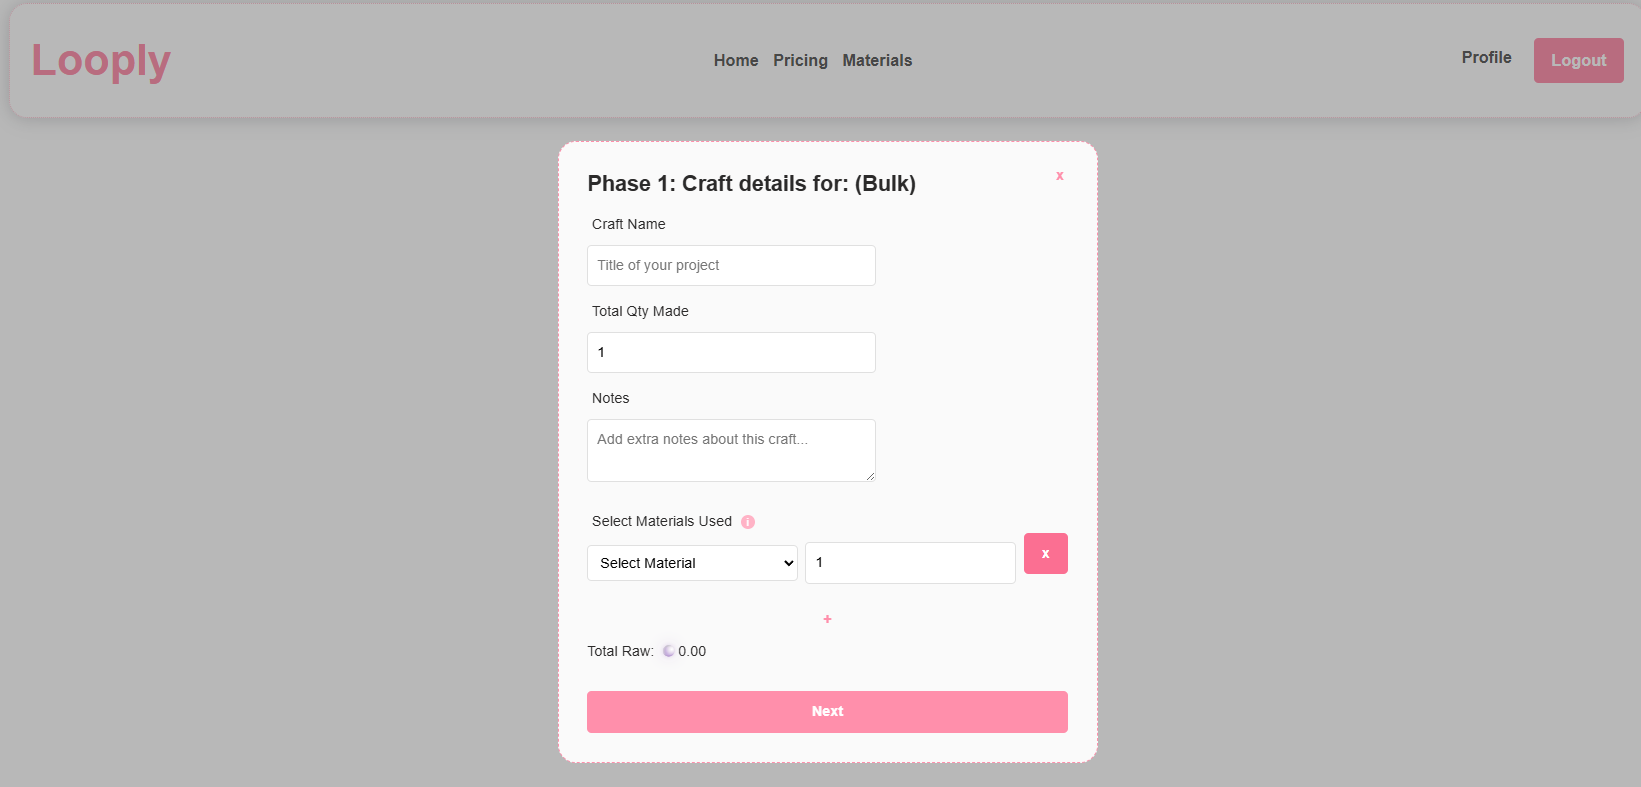 Looply
Home Pricing Materials
Profile
Logout
Phase 1: Craft details for: (Bulk)
x
Craft Name
Title of your project
Total Qty Made
1
Notes
Add extra notes about this craft...
Select Materials Used i
Select Material
1
x
+
Total Raw: 0.00
Next